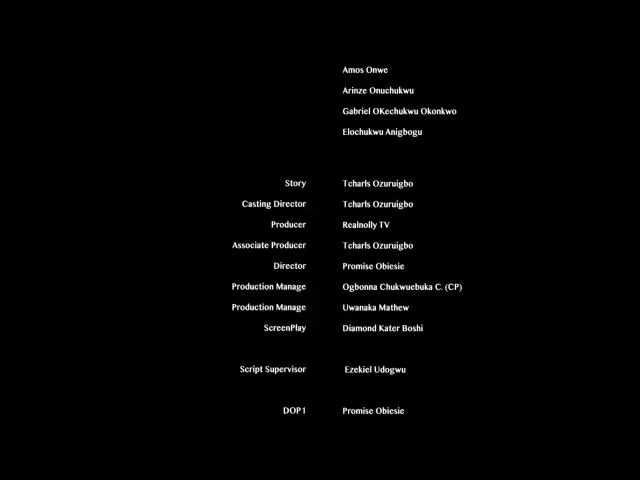 Amos Onwe
Arinze Onuchukwu
Gabriel OKechukwu Okonkwo
Elochukwu Anigbogu
Story Tcharls Ozuruigbo
Casting Director Tcharls Ozuruigbo
Producer Realnolly TV
Associate Producer Tcharls Ozuruigbo
Director Promise Obiesie
Production Manage Ogbonna Chukwuebuka C. (CP)
Production Manage Uwanaka Mathew
ScreenPlay Diamond Kater Boshi
Script Supervisor Ezekiel Udogwu
DOP1 Promise Obiesie